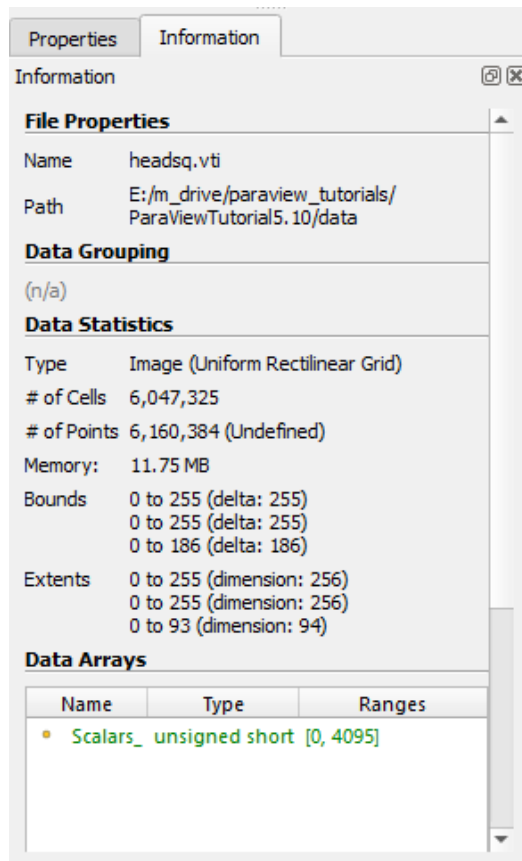 Properties Information
Information
File Properties
Name headsq.vti
Path E:/m_drive/paraview_tutorials/
ParaViewTutorial5.10/data
Data Grouping
(n/a)
Data Statistics
Type Image (Uniform Rectilinear Grid)
# of Cells 6,047,325
# of Points 6,160,384 (Undefined)
Memory: 11.75 MB
Bounds 0 to 255 (delta: 255)
0 to 255 (delta: 255)
0 to 186 (delta: 186)
Extents 0 to 255 (dimension: 256)
0 to 255 (dimension: 256)
0 to 93 (dimension: 94)
Data Arrays
Name Type Ranges
Scalars_ unsigned short [0, 4095]